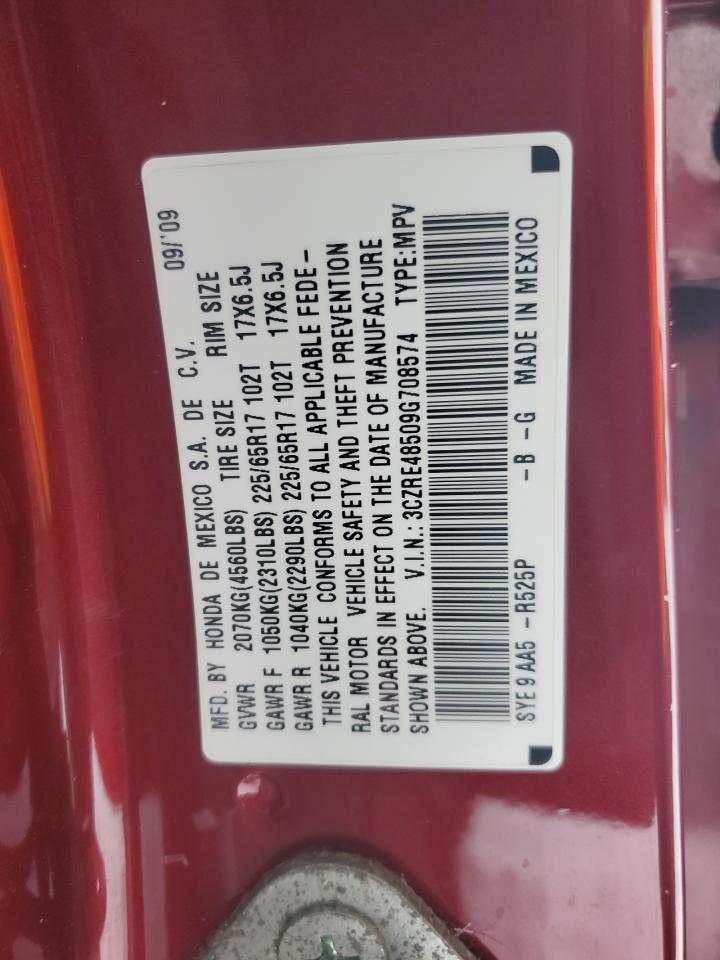 09/'09
MFD. BY HONDA DE MEXICO S.A. DE C.V.
GVWR 2070KG(4560LBS) TIRE SIZE RIM SIZE
GAWR F 1050KG(2310LBS) 225/65R17 102T 17X6.5J
GAWR R 1040KG(2290LBS) 225/65R17 102T 17X6.5J
THIS VEHICLE CONFORMS TO ALL APPLICABLE FEDE-
RAL MOTOR VEHICLE SAFETY AND THEFT PREVENTION
STANDARDS IN EFFECT ON THE DATE OF MANUFACTURE
SHOWN ABOVE. V.I.N.: 3CZRE48509G708574 TYPE:MPV
SYE9AA5 -R525P -B -G MADE IN MEXICO